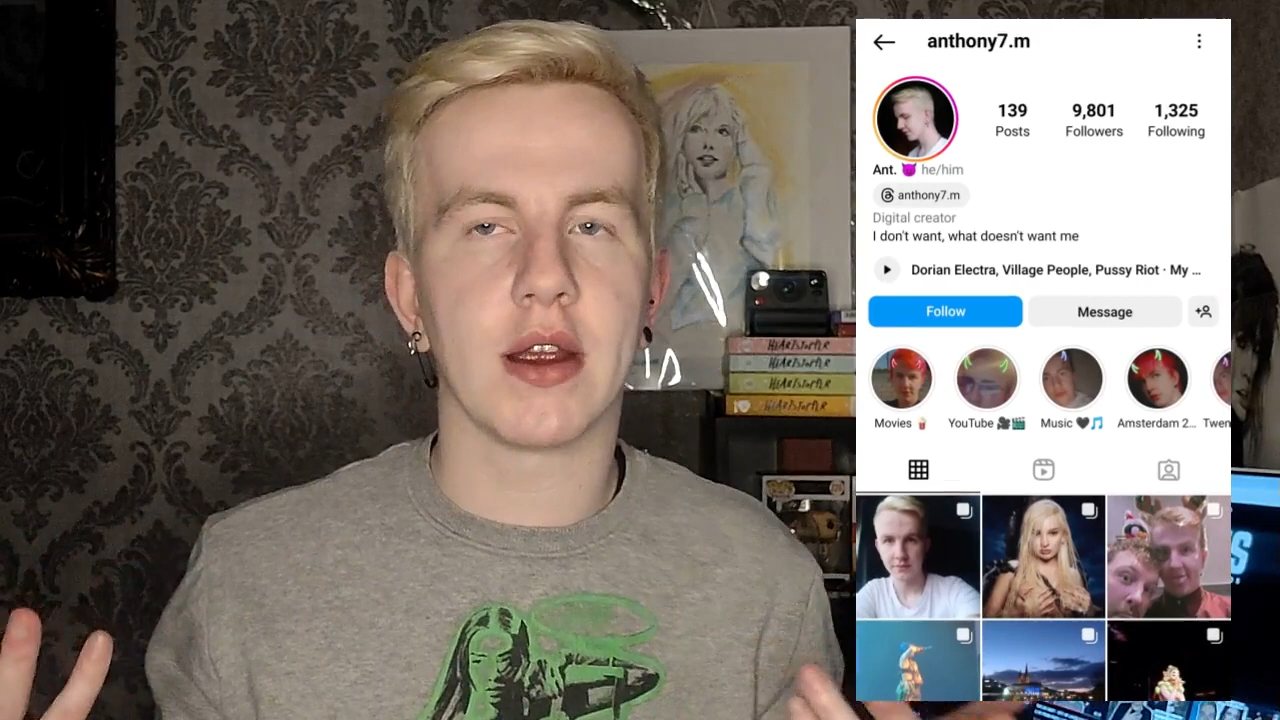 anthony7.m
139
9,801
1,325
Posts
Followers
Following
Ant. 😈 he/him
anthony7.m
Digital creator
I don't want, what doesn't want me
Dorian Electra, Village People, Pussy Riot · My ...
Follow
Message
Movies 🍿
YouTube 🎥🎬
Music 🖤🎵
Amsterdam 2...
Twen
HEARTSTOPPER
HEARTSTOPPER
HEARTSTOPPER
HEARTSTOPPER